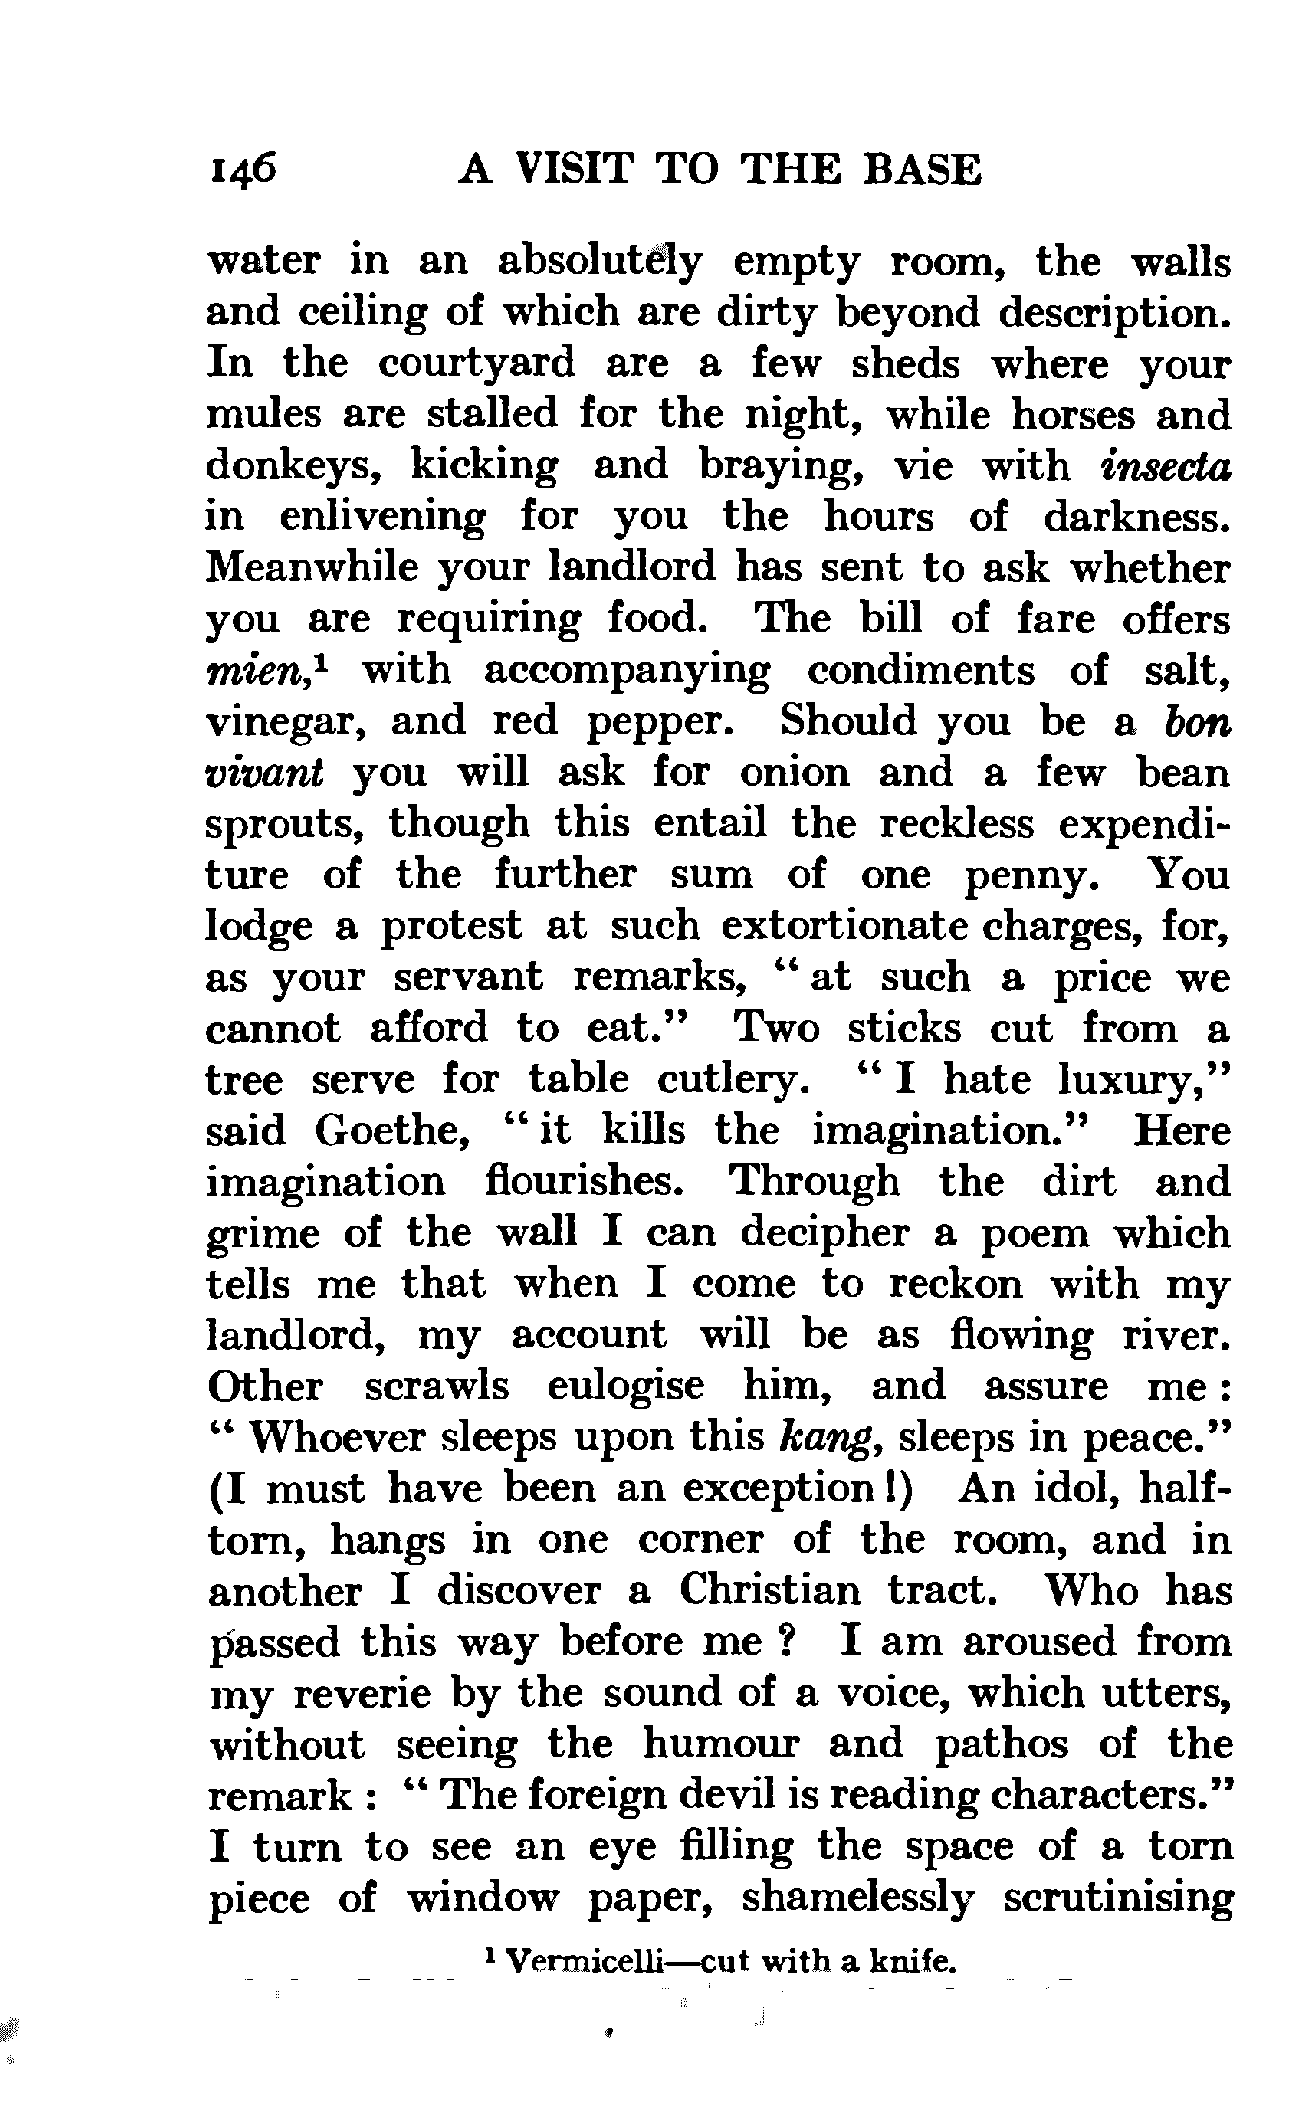 146 A VISIT TO THE BASE
water in an absolutely empty room, the walls
and ceiling of which are dirty beyond description.
In the courtyard are a few sheds where your
mules are stalled for the night, while horses and
donkeys, kicking and braying, vie with insecta
in enlivening for you the hours of darkness.
Meanwhile your landlord has sent to ask whether
you are requiring food. The bill of fare offers
mien,¹ with accompanying condiments of salt,
vinegar, and red pepper. Should you be a bon
vivant you will ask for onion and a few bean
sprouts, though this entail the reckless expendi-
ture of the further sum of one penny. You
lodge a protest at such extortionate charges, for,
as your servant remarks, “ at such a price we
cannot afford to eat.” Two sticks cut from a
tree serve for table cutlery. “ I hate luxury,”
said Goethe, “ it kills the imagination.” Here
imagination flourishes. Through the dirt and
grime of the wall I can decipher a poem which
tells me that when I come to reckon with my
landlord, my account will be as flowing river.
Other scrawls eulogise him, and assure me :
“ Whoever sleeps upon this kang, sleeps in peace.”
(I must have been an exception !) An idol, half-
torn, hangs in one corner of the room, and in
another I discover a Christian tract. Who has
passed this way before me ? I am aroused from
my reverie by the sound of a voice, which utters,
without seeing the humour and pathos of the
remark : “ The foreign devil is reading characters.”
I turn to see an eye filling the space of a torn
piece of window paper, shamelessly scrutinising
¹ Vermicelli—cut with a knife.